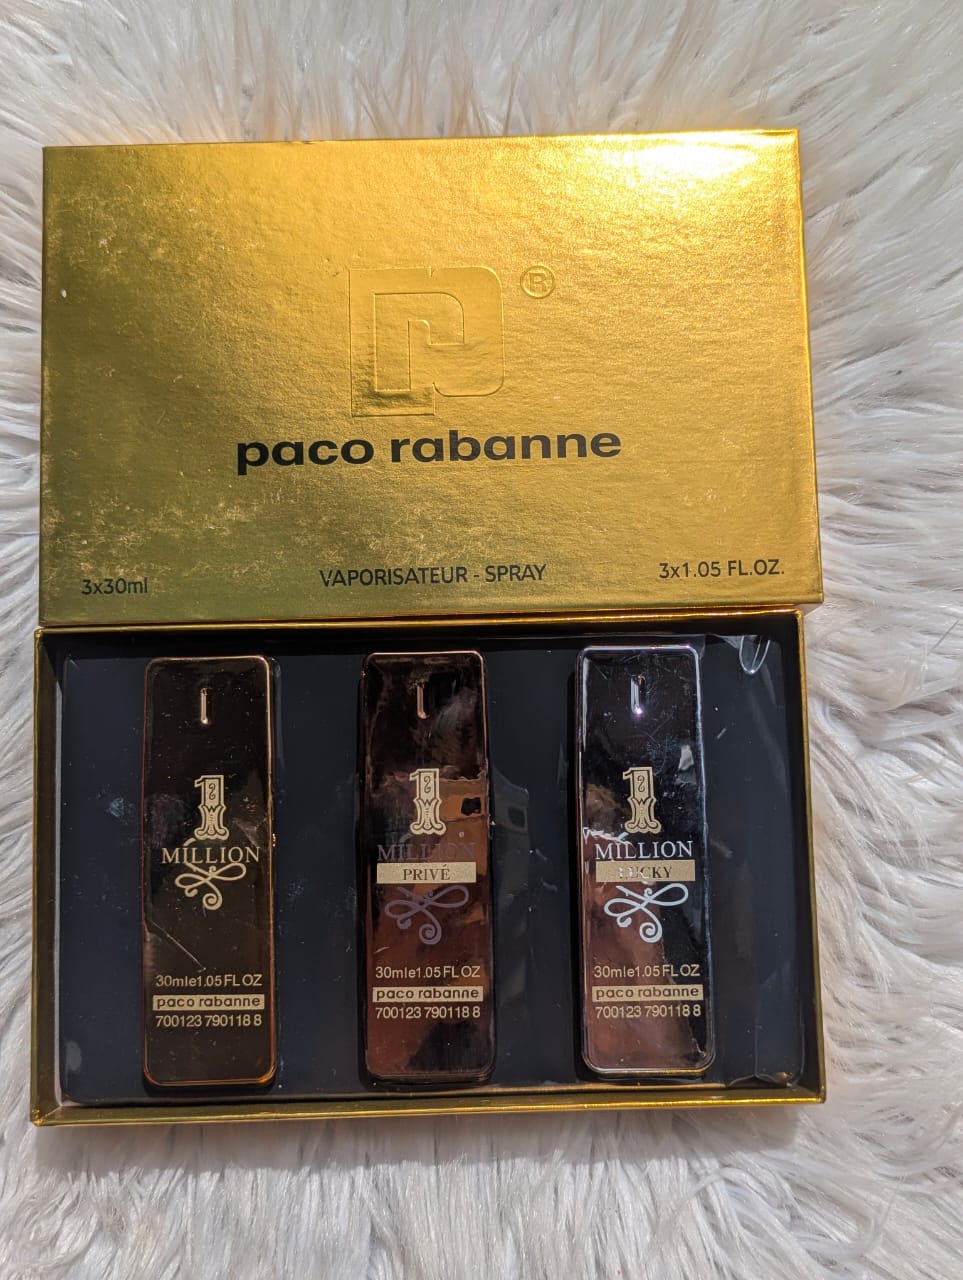 ®
paco rabanne
3x30ml
VAPORISATEUR - SPRAY
3x1.05 FL.OZ.
1
MILLION
30mle1.05 FL OZ
paco rabanne
700123 790118 8
1
MILLION
PRIVÉ
30mle1.05 FL OZ
paco rabanne
700123 790118 8
1
MILLION
LUCKY
30mle1.05 FL OZ
paco rabanne
700123 790118 8